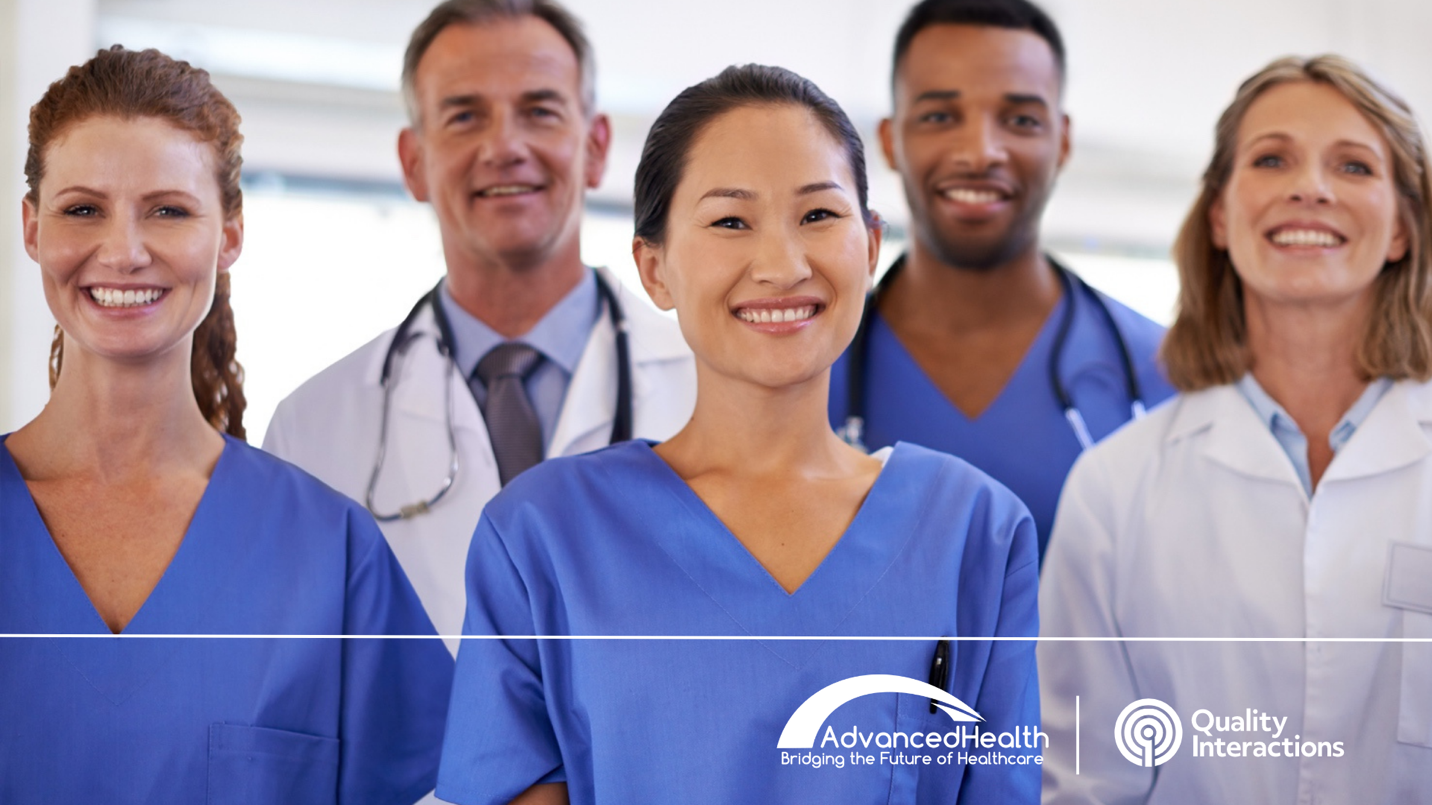 AdvancedHealth
Bridging the Future of Healthcare
Quality
Interactions